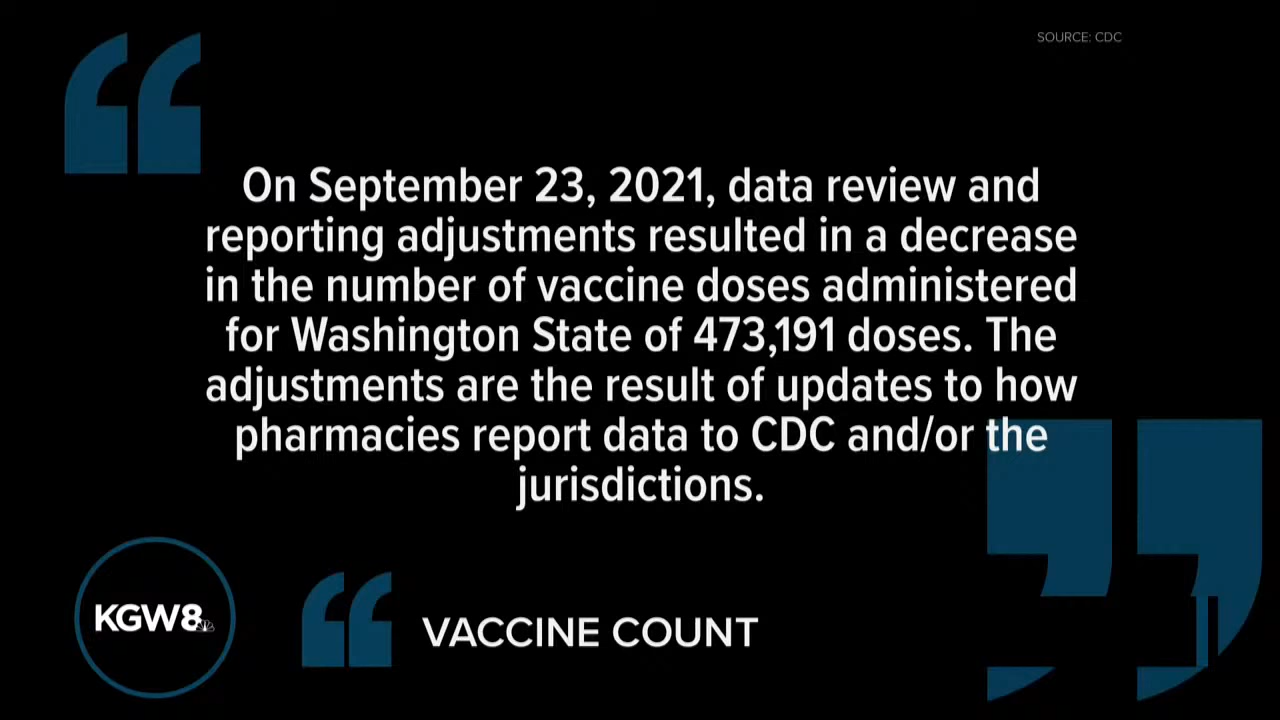 SOURCE: CDC
On September 23, 2021, data review and
reporting adjustments resulted in a decrease
in the number of vaccine doses administered
for Washington State of 473,191 doses. The
adjustments are the result of updates to how
pharmacies report data to CDC and/or the
jurisdictions.
KGW8
VACCINE COUNT